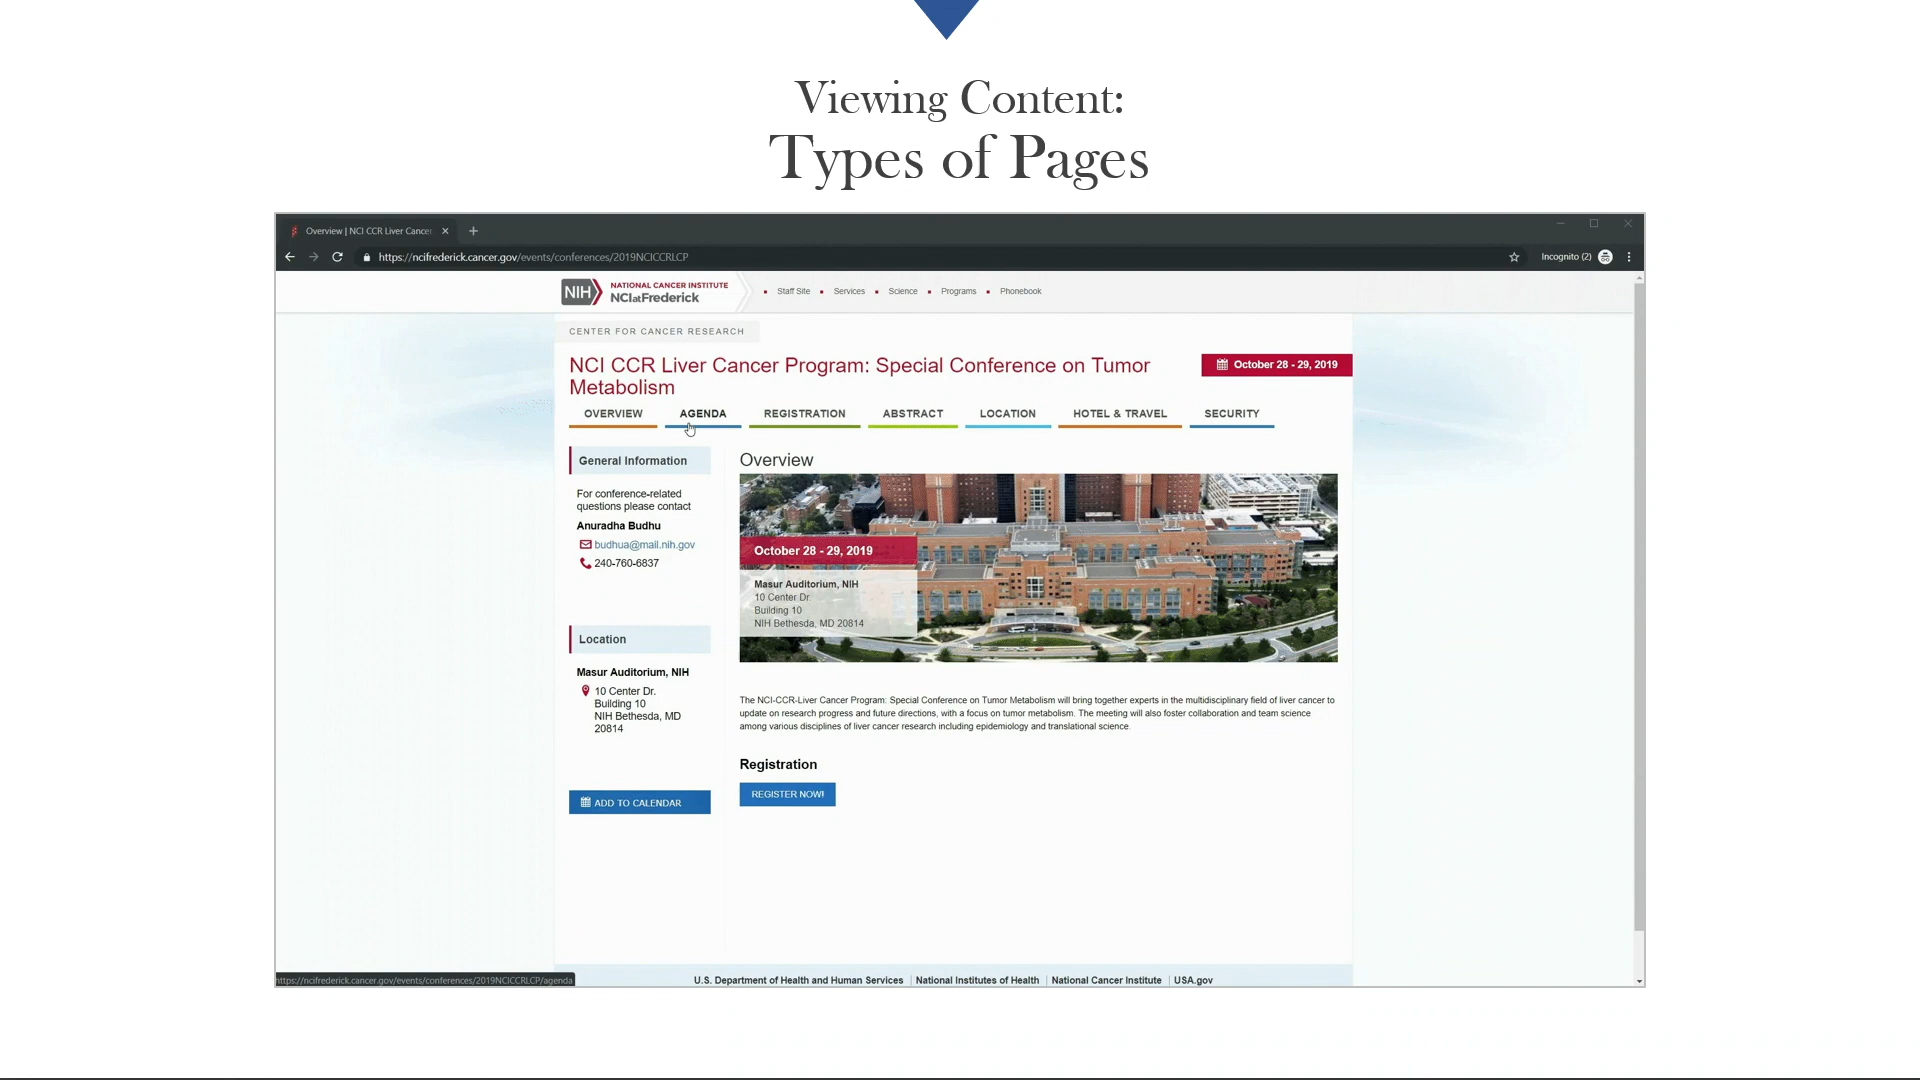 Viewing Content:
Types of Pages
Overview | NCI CCR Liver Cancer
https://ncifrederick.cancer.gov/events/conferences/2019NCICCRLCP
Incognito (2)
NIH
NATIONAL CANCER INSTITUTE
NCIatFrederick
Staff Site
Services
Science
Programs
Phonebook
CENTER FOR CANCER RESEARCH
NCI CCR Liver Cancer Program: Special Conference on Tumor
Metabolism
October 28 - 29, 2019
OVERVIEW
AGENDA
REGISTRATION
ABSTRACT
LOCATION
HOTEL & TRAVEL
SECURITY
General Information
For conference-related
questions please contact
Anuradha Budhu
budhua@mail.nih.gov
240-760-6837
Location
Masur Auditorium, NIH
10 Center Dr.
Building 10
NIH Bethesda, MD
20814
ADD TO CALENDAR
Overview
October 28 - 29, 2019
Masur Auditorium, NIH
10 Center Dr.
Building 10
NIH Bethesda, MD 20814
The NCI-CCR-Liver Cancer Program: Special Conference on Tumor Metabolism will bring together experts in the multidisciplinary field of liver cancer to
update on research progress and future directions, with a focus on tumor metabolism. The meeting will also foster collaboration and team science
among various disciplines of liver cancer research including epidemiology and translational science.
Registration
REGISTER NOW!
https://ncifrederick.cancer.gov/events/conferences/2019NCICCRLCP/agenda
U.S. Department of Health and Human Services | National Institutes of Health | National Cancer Institute | USA.gov